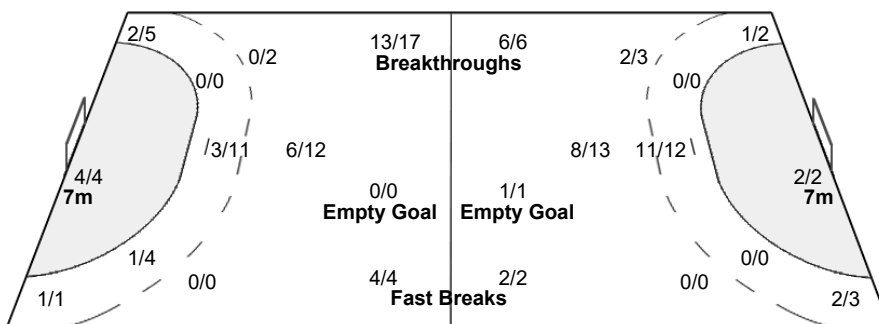 2/5 13/17 6/6 1/2
0/2 2/3
Breakthroughs
0/0 0/0
3/11 6/12 8/13 11/12
4/4 2/2
7m 7m
0/0 1/1
Empty Goal Empty Goal
1/4 0/0
0/0 4/4 2/2 0/0
1/1 Fast Breaks 2/3